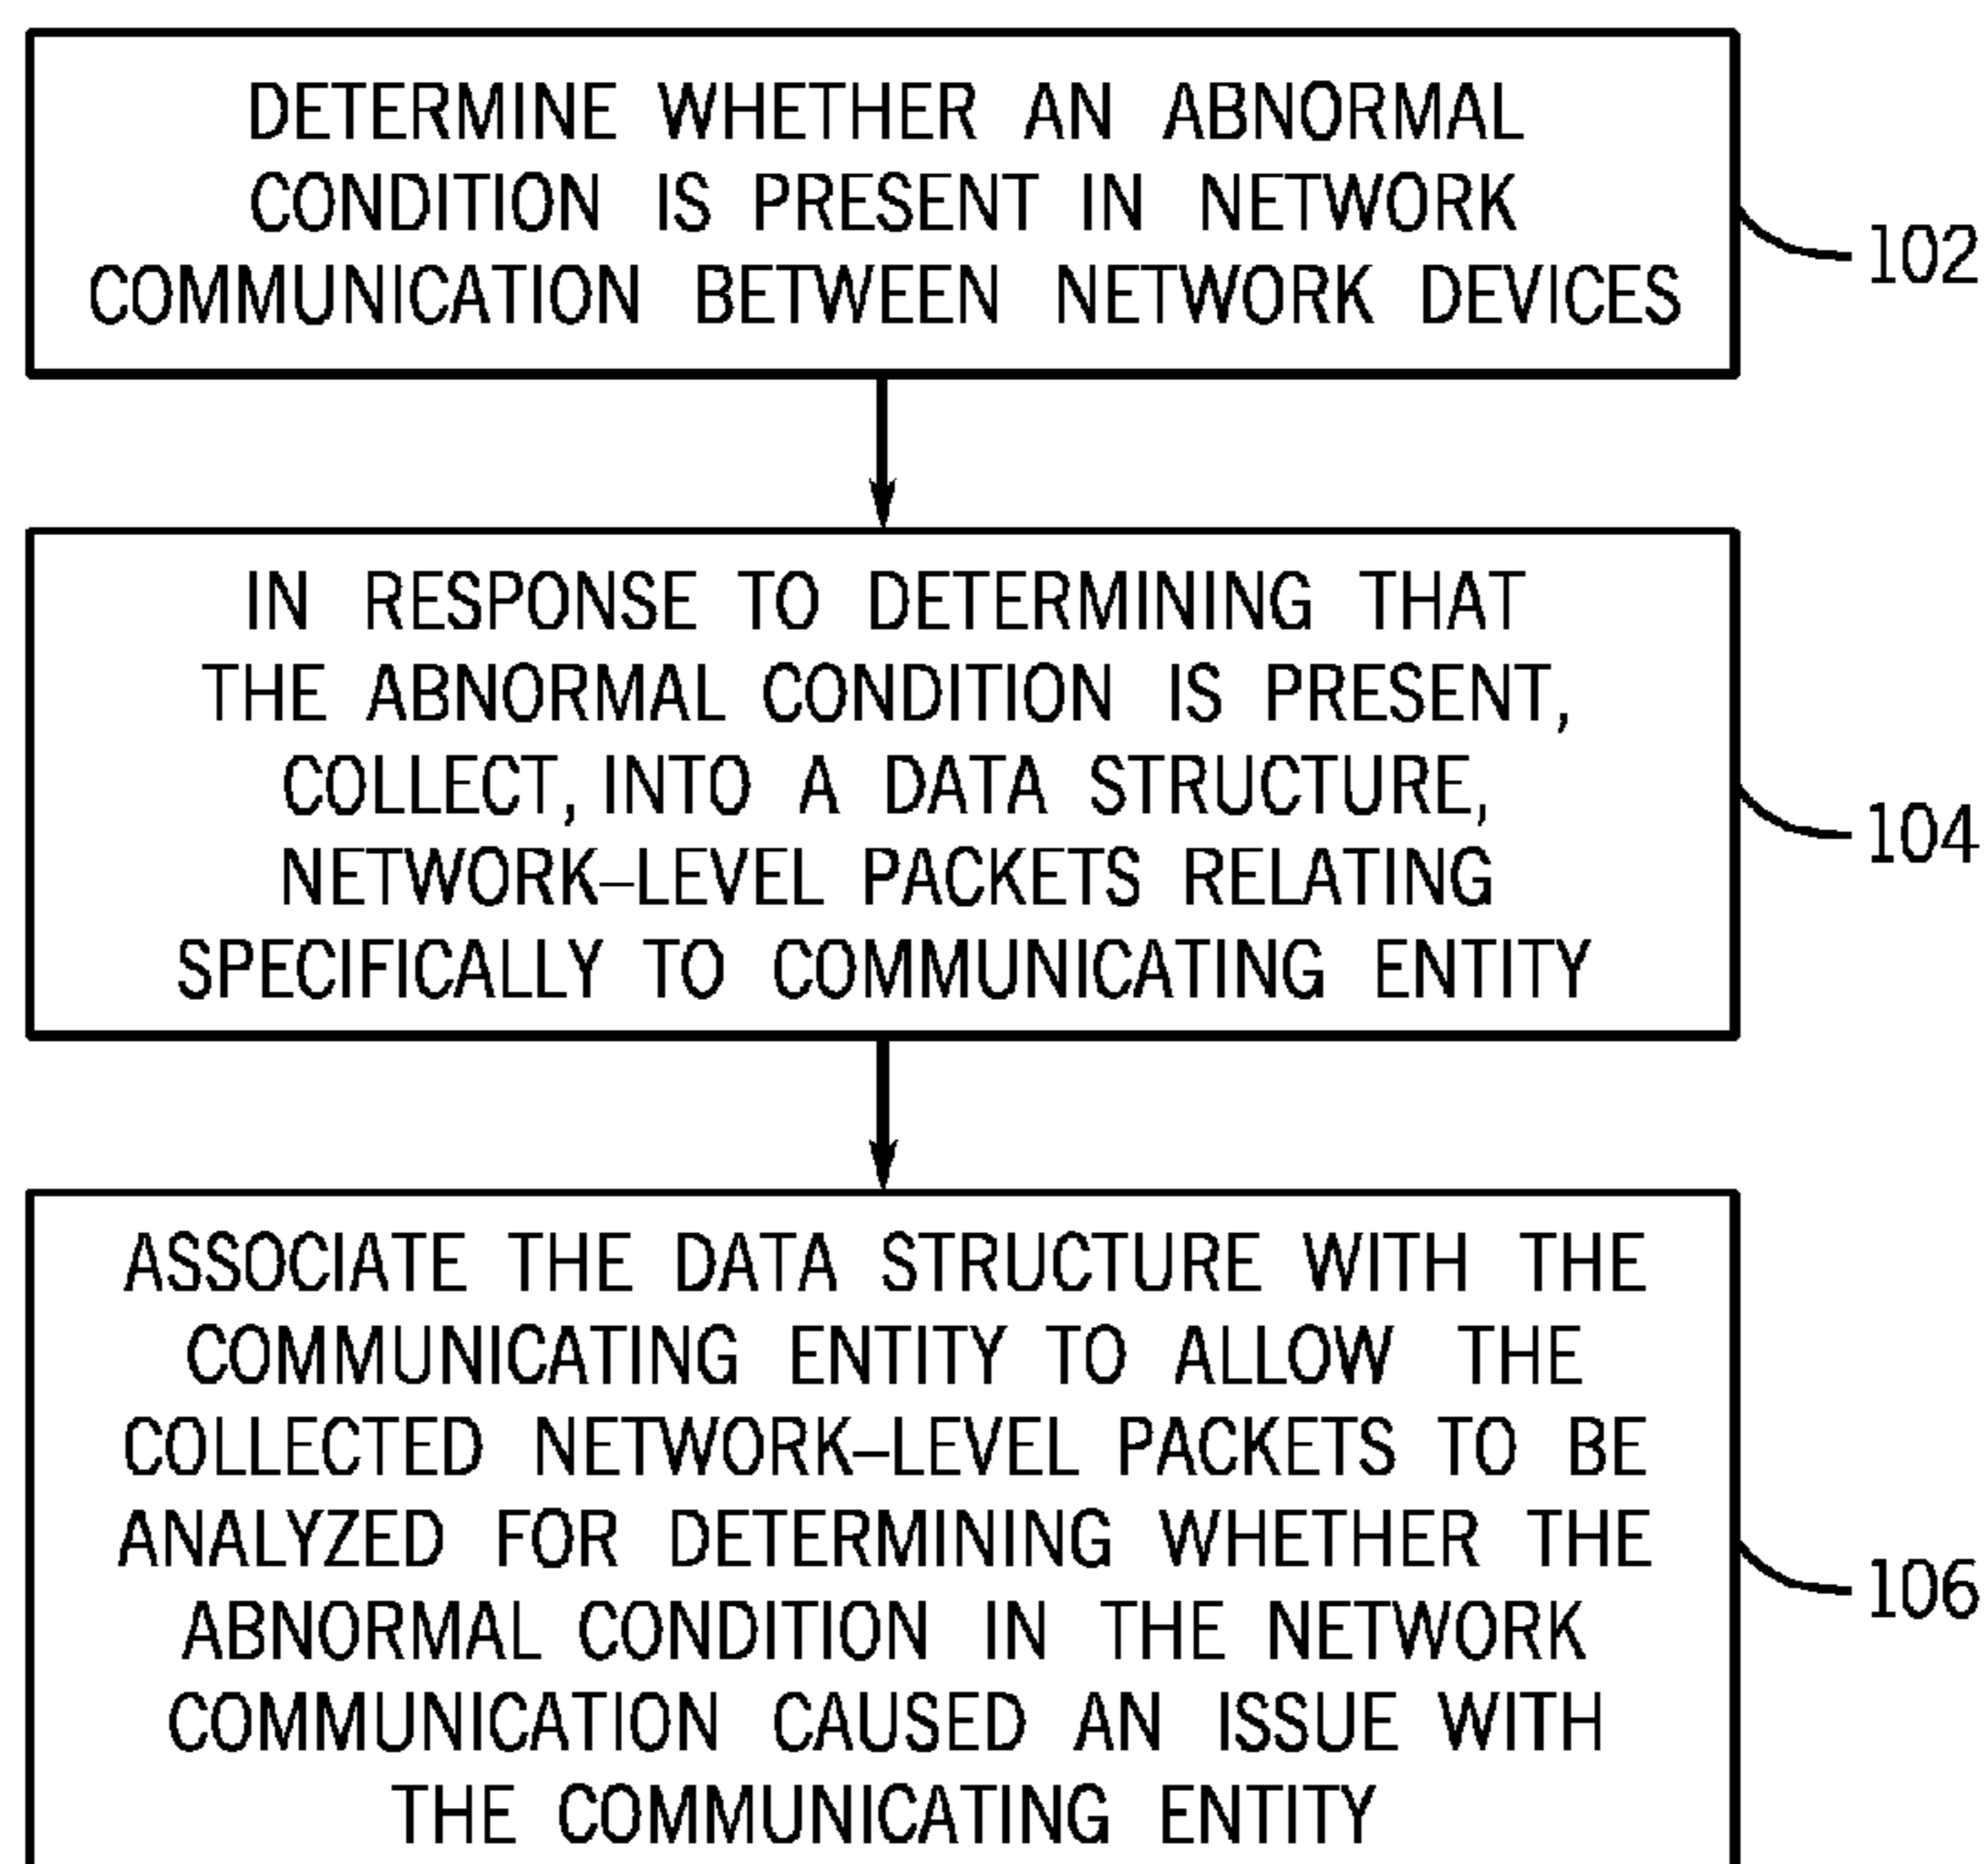 DETERMINE WHETHER AN ABNORMAL
CONDITION IS PRESENT IN NETWORK
COMMUNICATION BETWEEN NETWORK DEVICES
102
IN RESPONSE TO DETERMINING THAT
THE ABNORMAL CONDITION IS PRESENT,
COLLECT, INTO A DATA STRUCTURE,
NETWORK–LEVEL PACKETS RELATING
SPECIFICALLY TO COMMUNICATING ENTITY
104
ASSOCIATE THE DATA STRUCTURE WITH THE
COMMUNICATING ENTITY TO ALLOW THE
COLLECTED NETWORK–LEVEL PACKETS TO BE
ANALYZED FOR DETERMINING WHETHER THE
ABNORMAL CONDITION IN THE NETWORK
COMMUNICATION CAUSED AN ISSUE WITH
THE COMMUNICATING ENTITY
106